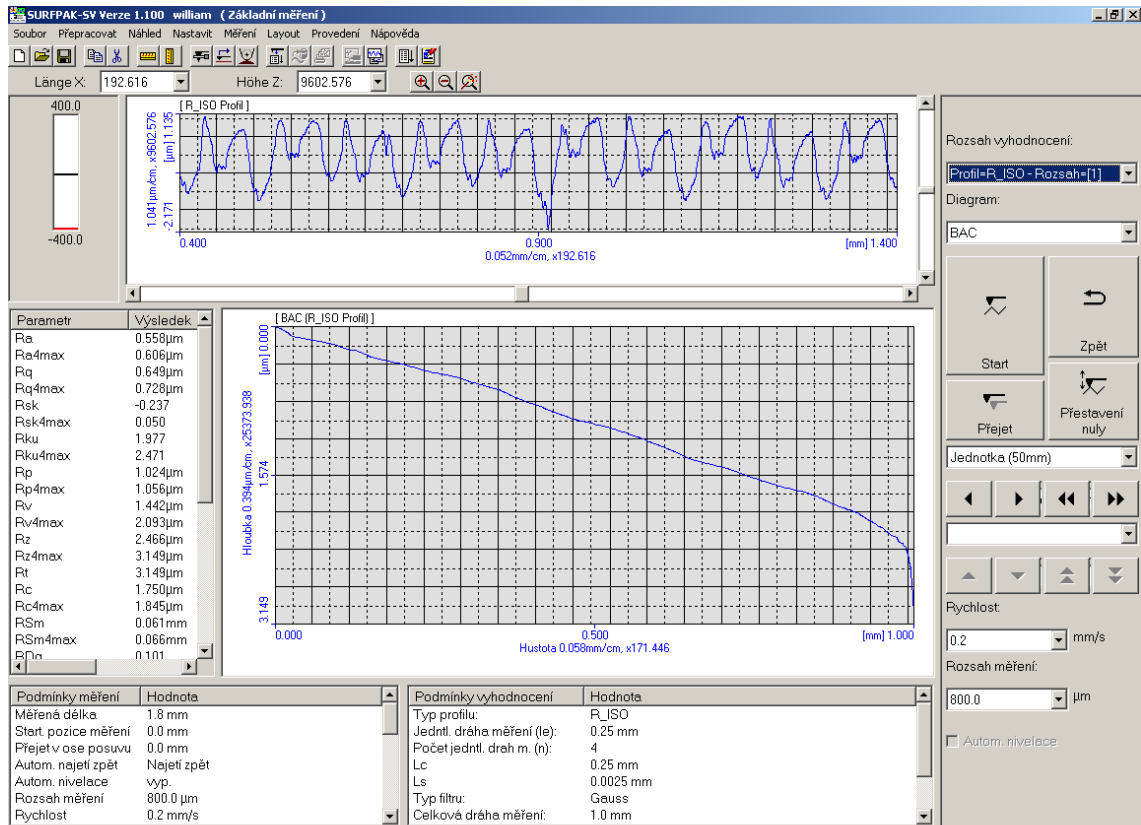 SURFPAK-SV Verze 1.100 william ( Základní měření )
Soubor Přepracovat Náhled Nastavit Měření Layout Provedení Nápověda
Länge X: 192.616 Höhe Z: 9602.576
400.0
-400.0
[ R_ISO Profil ]
1.041µm/cm, x9602.576
-2.171 [µm] 1.135
0.400 0.900 [mm] 1.400
0.052mm/cm, x192.616
Parametr Výsledek
Ra 0.558µm
Ra4max 0.606µm
Rq 0.649µm
Rq4max 0.728µm
Rsk -0.237
Rsk4max 0.050
Rku 1.977
Rku4max 2.471
Rp 1.024µm
Rp4max 1.056µm
Rv 1.442µm
Rv4max 2.093µm
Rz 2.466µm
Rz4max 3.149µm
Rt 3.149µm
Rc 1.750µm
Rc4max 1.845µm
RSm 0.061mm
RSm4max 0.066mm
RDq 0.101
[ BAC (R_ISO Profil) ]
Hloubka 0.394µm/cm, x25373.938
3.149 1.574 [µm] 0.000
0.000 0.500 [mm] 1.000
Hustota 0.058mm/cm, x171.446
Podmínky měření Hodnota
Měřená délka 1.8 mm
Start. pozice měření 0.0 mm
Přejet v ose posuvu 0.0 mm
Autom. najetí zpět Najetí zpět
Autom. nivelace vyp.
Rozsah měření 800.0 µm
Rychlost 0.2 mm/s
Podmínky vyhodnocení Hodnota
Typ profilu: R_ISO
Jedntl. dráha měření (le): 0.25 mm
Počet jedntl. drah m. (n): 4
Lc 0.25 mm
Ls 0.0025 mm
Typ filtru: Gauss
Celková dráha měření: 1.0 mm
Rozsah vyhodnocení:
Profil=R_ISO - Rozsah=[1]
Diagram:
BAC
Start
Zpět
Přejet
Přestavení
nuly
Jednotka (50mm)
Rychlost:
0.2 mm/s
Rozsah měření:
800.0 µm
Autom. nivelace